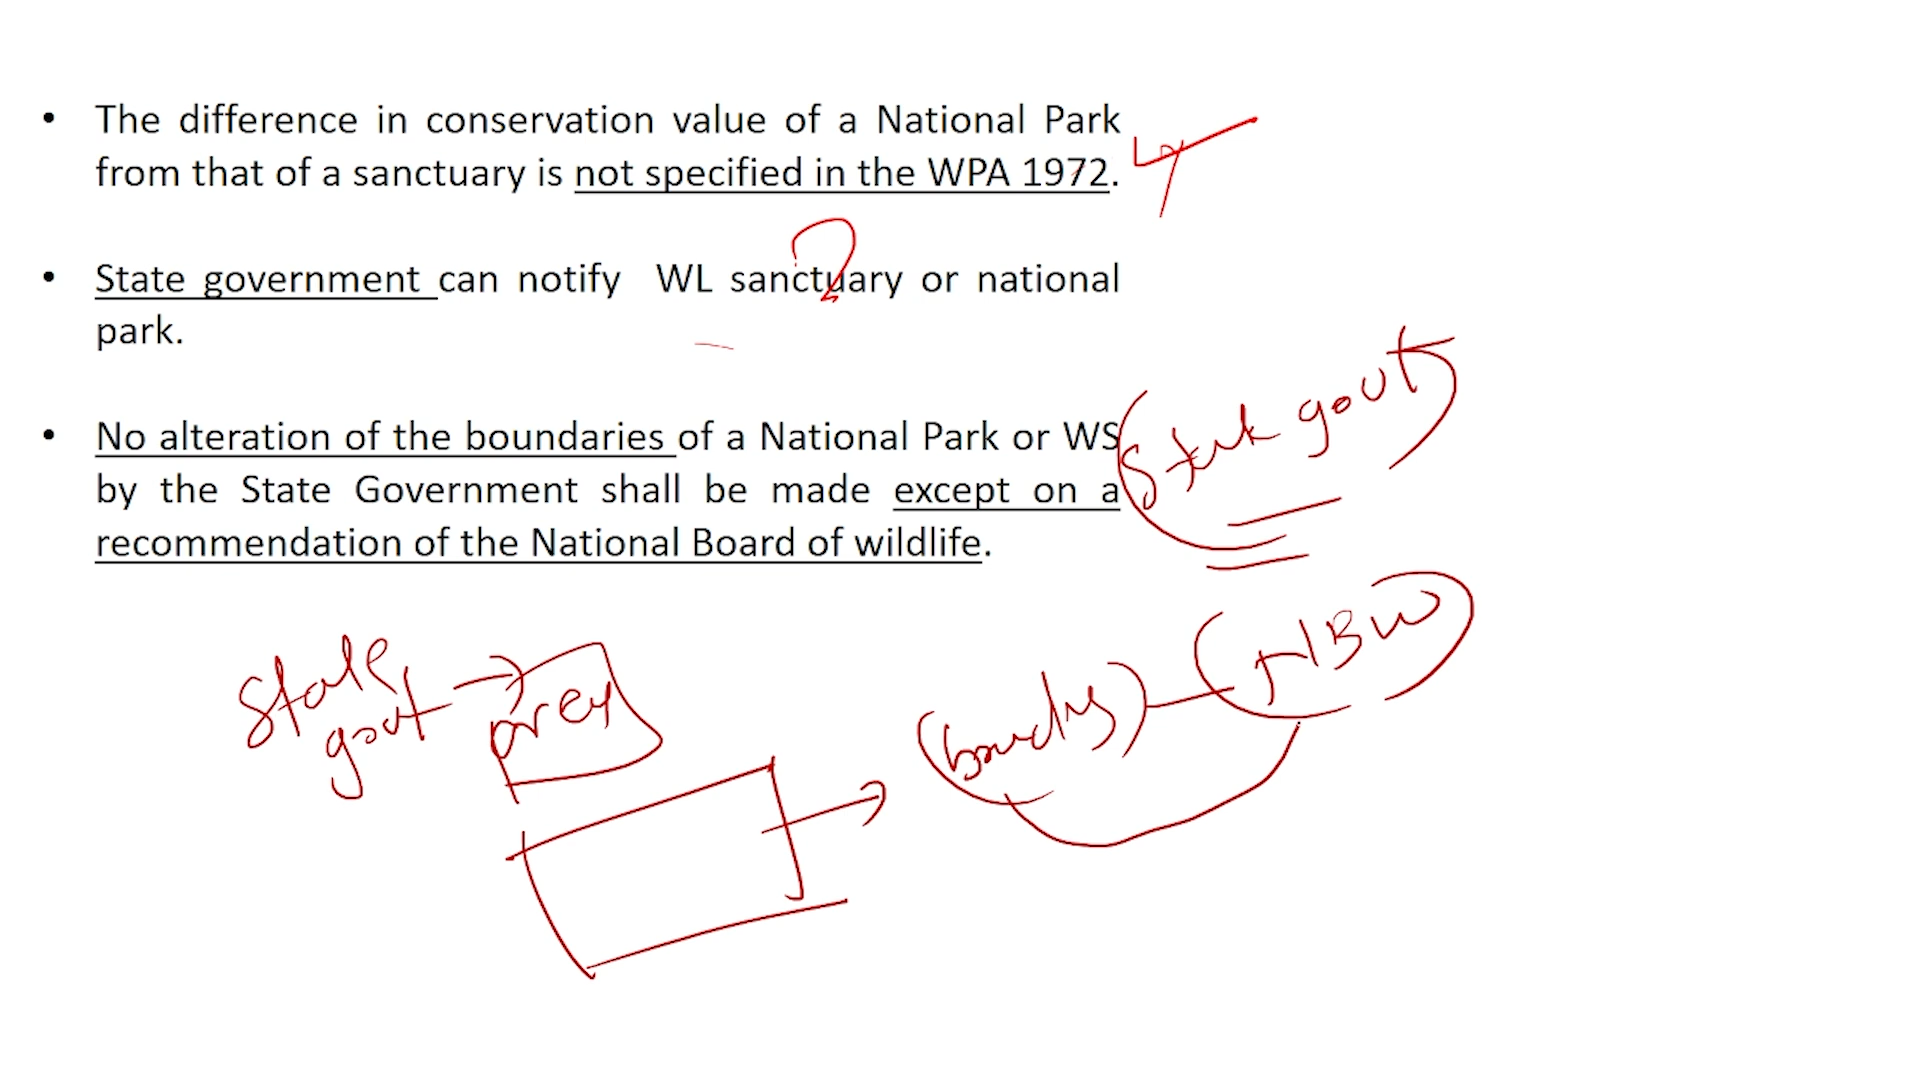 • The difference in conservation value of a National Park
from that of a sanctuary is not specified in the WPA 1972.
• State government can notify WL sanctuary or national
park.
• No alteration of the boundaries of a National Park or WS
by the State Government shall be made except on a
recommendation of the National Board of wildlife.
State govt
State
govt
area
NBW